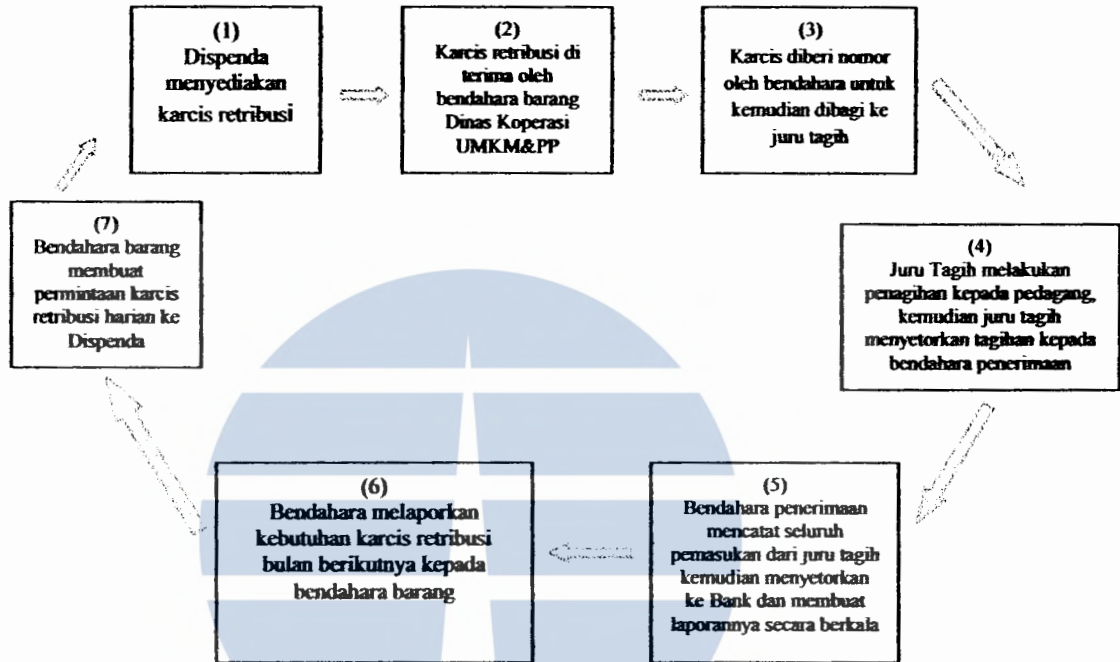 (1)
Dispenda
menyediakan
karcis retribusi
(2)
Karcis retribusi di
terima oleh
bendahara barang
Dinas Koperasi
UMKM&PP
(3)
Karcis diberi nomor
oleh bendahara untuk
kemudian dibagi ke
juru tagih
(4)
Juru Tagih melakukan
penagihan kepada pedagang,
kemudian juru tagih
menyetorkan tagihan kepada
bendahara penerimaan
(5)
Bendahara penerimaan
mencatat seluruh
pemasukan dari juru tagih
kemudian menyetorkan
ke Bank dan membuat
laporannya secara berkala
(6)
Bendahara melaporkan
kebutuhan karcis retribusi
bulan berikutnya kepada
bendahara barang
(7)
Bendahara barang
membuat
permintaan karcis
retribusi harian ke
Dispenda